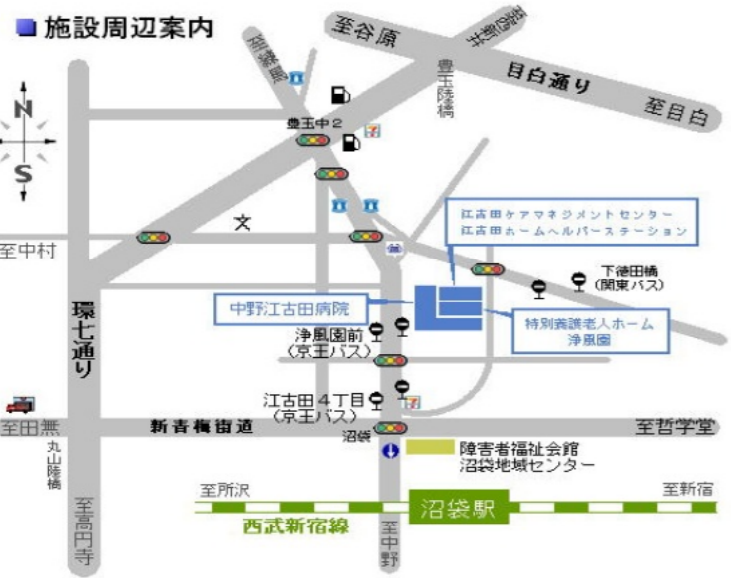 施設周辺案内
至練馬
至谷原
至西新井
目白通り
至目白
豊玉陸橋
豊玉中2
N
S
文
至中村
江古田ケアマネジメントセンター
江古田ホームヘルパーステーション
下徳田橋
(関東バス)
中野江古田病院
特別養護老人ホーム
浄風園
環七通り
浄風園前
(京王バス)
江古田4丁目
(京王バス)
至田無
新青梅街道
沼袋
至哲学堂
丸山陸橋
障害者福祉会館
沼袋地域センター
至所沢
至新宿
沼袋駅
西武新宿線
至高円寺
至中野